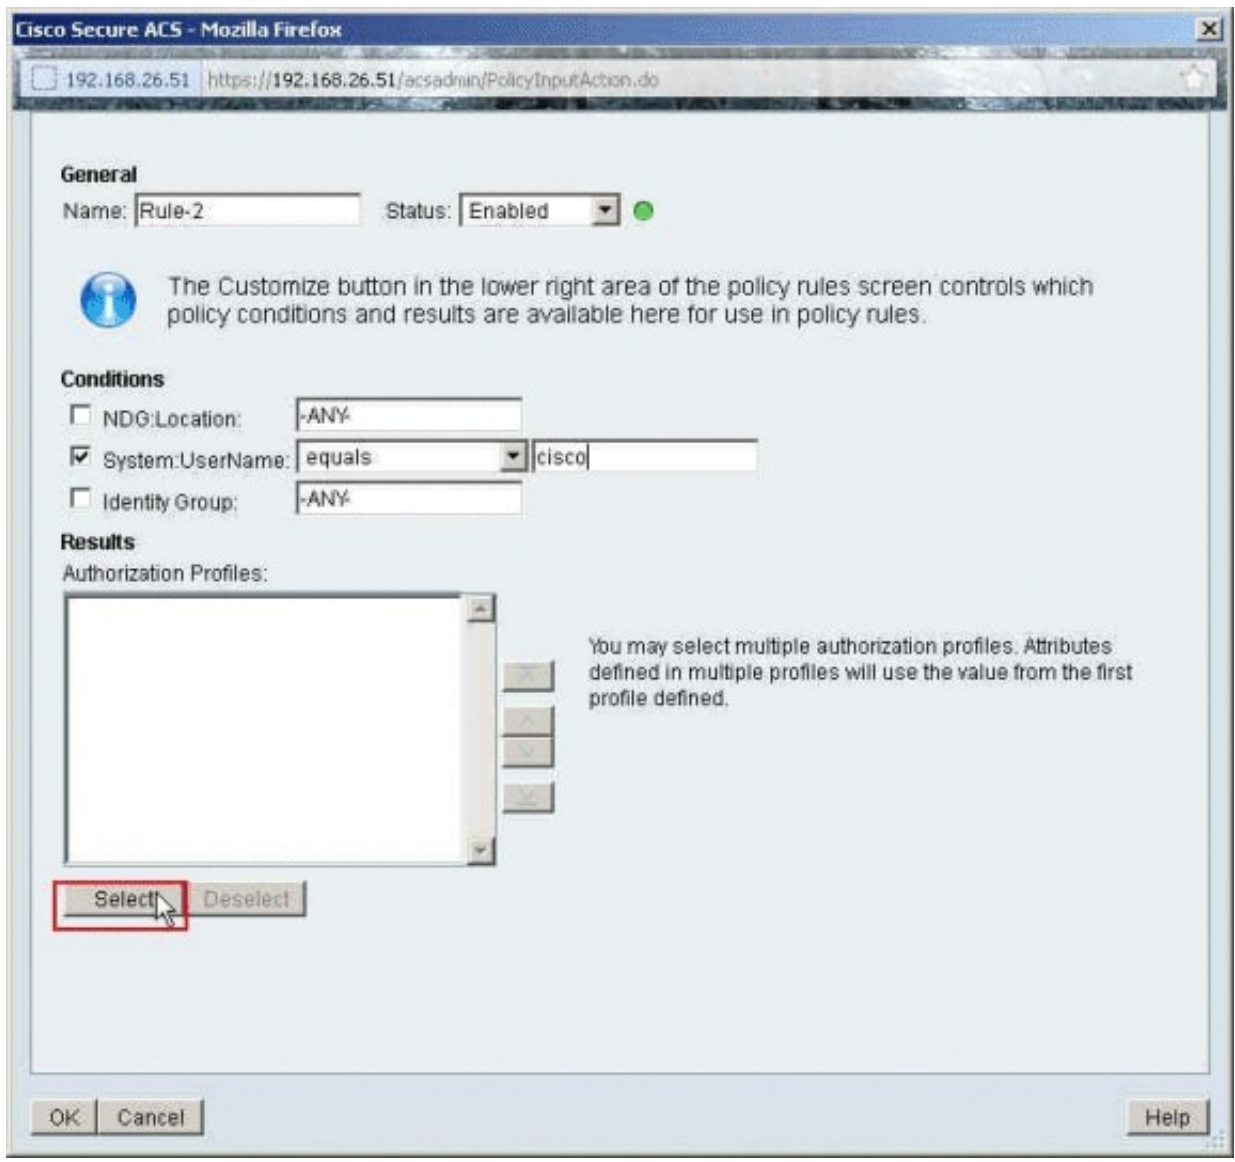 Cisco Secure ACS - Mozilla Firefox
192.168.26.51 https://192.168.26.51/acsadmin/PolicyInputAction.do
General
Name: Rule-2 Status: Enabled
The Customize button in the lower right area of the policy rules screen controls which
policy conditions and results are available here for use in policy rules.
Conditions
NDG:Location: -ANY-
System:UserName: equals cisco
Identity Group: -ANY-
Results
Authorization Profiles:
You may select multiple authorization profiles. Attributes
defined in multiple profiles will use the value from the first
profile defined.
Select Deselect
OK Cancel Help